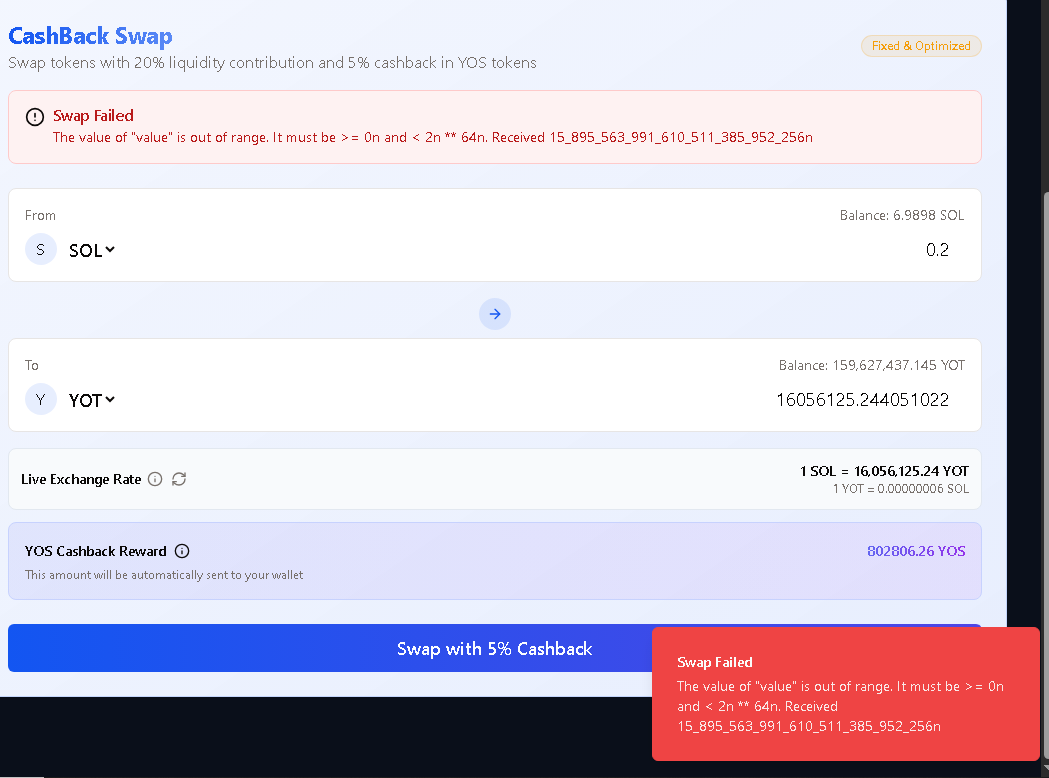 CashBack Swap
Swap tokens with 20% liquidity contribution and 5% cashback in YOS tokens
Fixed & Optimized
Swap Failed
The value of "value" is out of range. It must be >= 0n and < 2n ** 64n. Received 15_895_563_991_610_511_385_952_256n
From
Balance: 6.9898 SOL
S
SOL
0.2
To
Balance: 159,627,437.145 YOT
Y
YOT
16056125.244051022
Live Exchange Rate
1 SOL = 16,056,125.24 YOT
1 YOT = 0.00000006 SOL
YOS Cashback Reward
802806.26 YOS
This amount will be automatically sent to your wallet
Swap with 5% Cashback
Swap Failed
The value of "value" is out of range. It must be >= 0n
and < 2n ** 64n. Received
15_895_563_991_610_511_385_952_256n